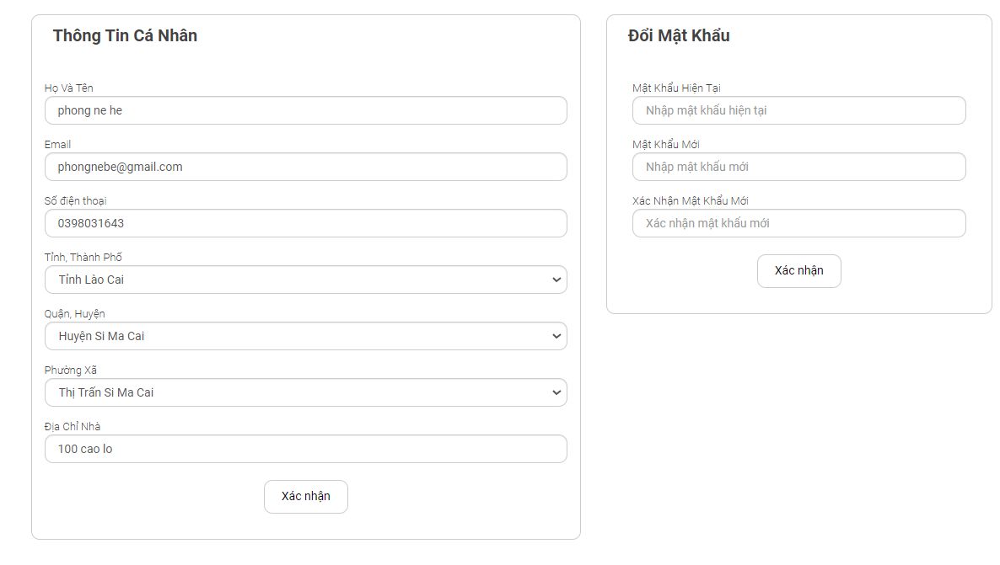 Thông Tin Cá Nhân
Họ Và Tên
phong ne he
Email
phongnebe@gmail.com
Số điện thoại
0398031643
Tỉnh, Thành Phố
Tỉnh Lào Cai
Quận, Huyện
Huyện Si Ma Cai
Phường Xã
Thị Trấn Si Ma Cai
Địa Chỉ Nhà
100 cao lo
Xác nhận
Đổi Mật Khẩu
Mật Khẩu Hiện Tại
Nhập mật khẩu hiện tại
Mật Khẩu Mới
Nhập mật khẩu mới
Xác Nhận Mật Khẩu Mới
Xác nhận mật khẩu mới
Xác nhận